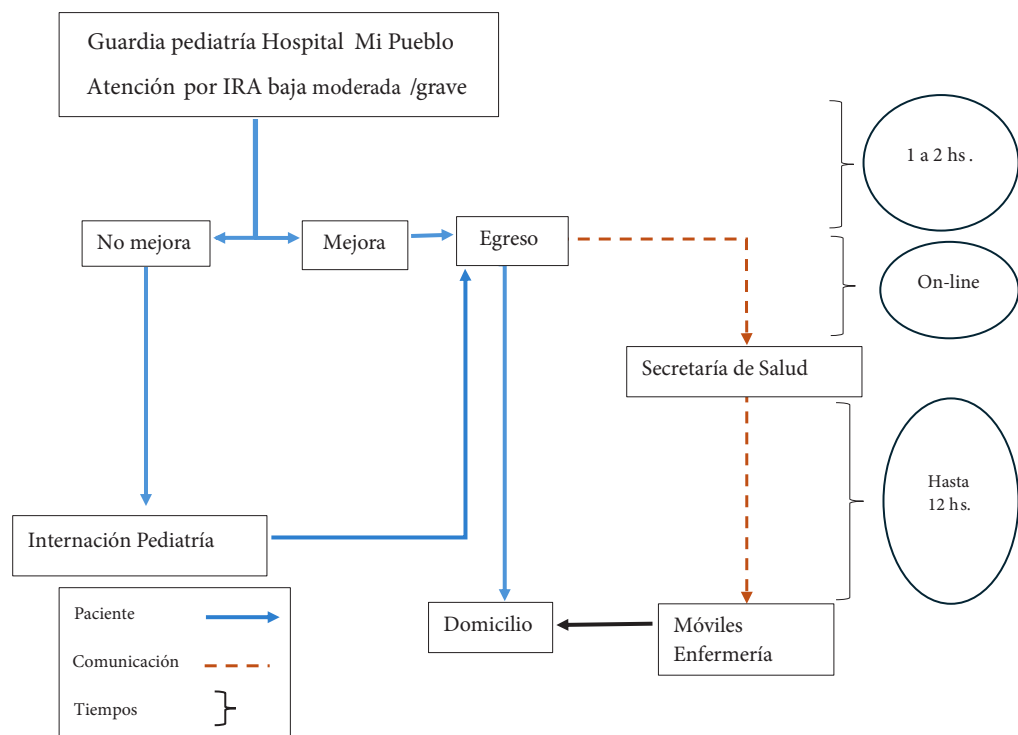 Guardia pediatría Hospital Mi Pueblo
Atención por IRA baja moderada /grave
1 a 2 hs .
No mejora
Mejora
Egreso
On-line
Secretaría de Salud
Hasta
12 hs.
Internación Pediatría
Paciente
Comunicación
Tiempos
Domicilio
Móviles
Enfermería